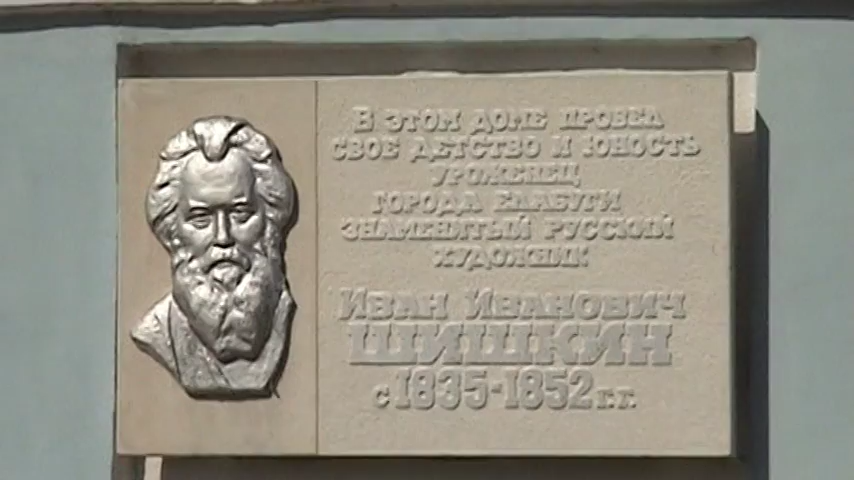 В ЭТОМ ДОМЕ ПРОВЕЛ
СВОЕ ДЕТСТВО И ЮНОСТЬ
УРОЖЕНЕЦ
ГОРОДА ЕЛАБУГИ
ЗНАМЕНИТЫЙ РУССКИЙ
ХУДОЖНИК
ИВАН ИВАНОВИЧ
ШИШКИН
С 1835-1852 Г.Г.